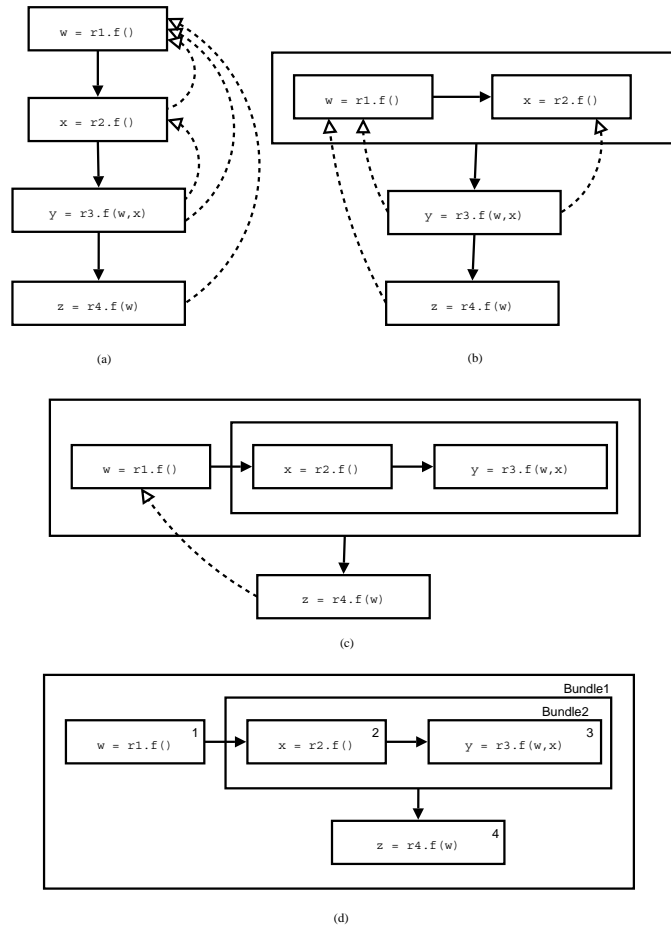 w = r1.f()
x = r2.f()
y = r3.f(w,x)
z = r4.f(w)
(a)
w = r1.f()
x = r2.f()
y = r3.f(w,x)
z = r4.f(w)
(b)
w = r1.f()
x = r2.f()
y = r3.f(w,x)
z = r4.f(w)
(c)
Bundle1
Bundle2
1
w = r1.f()
2
x = r2.f()
3
y = r3.f(w,x)
4
z = r4.f(w)
(d)